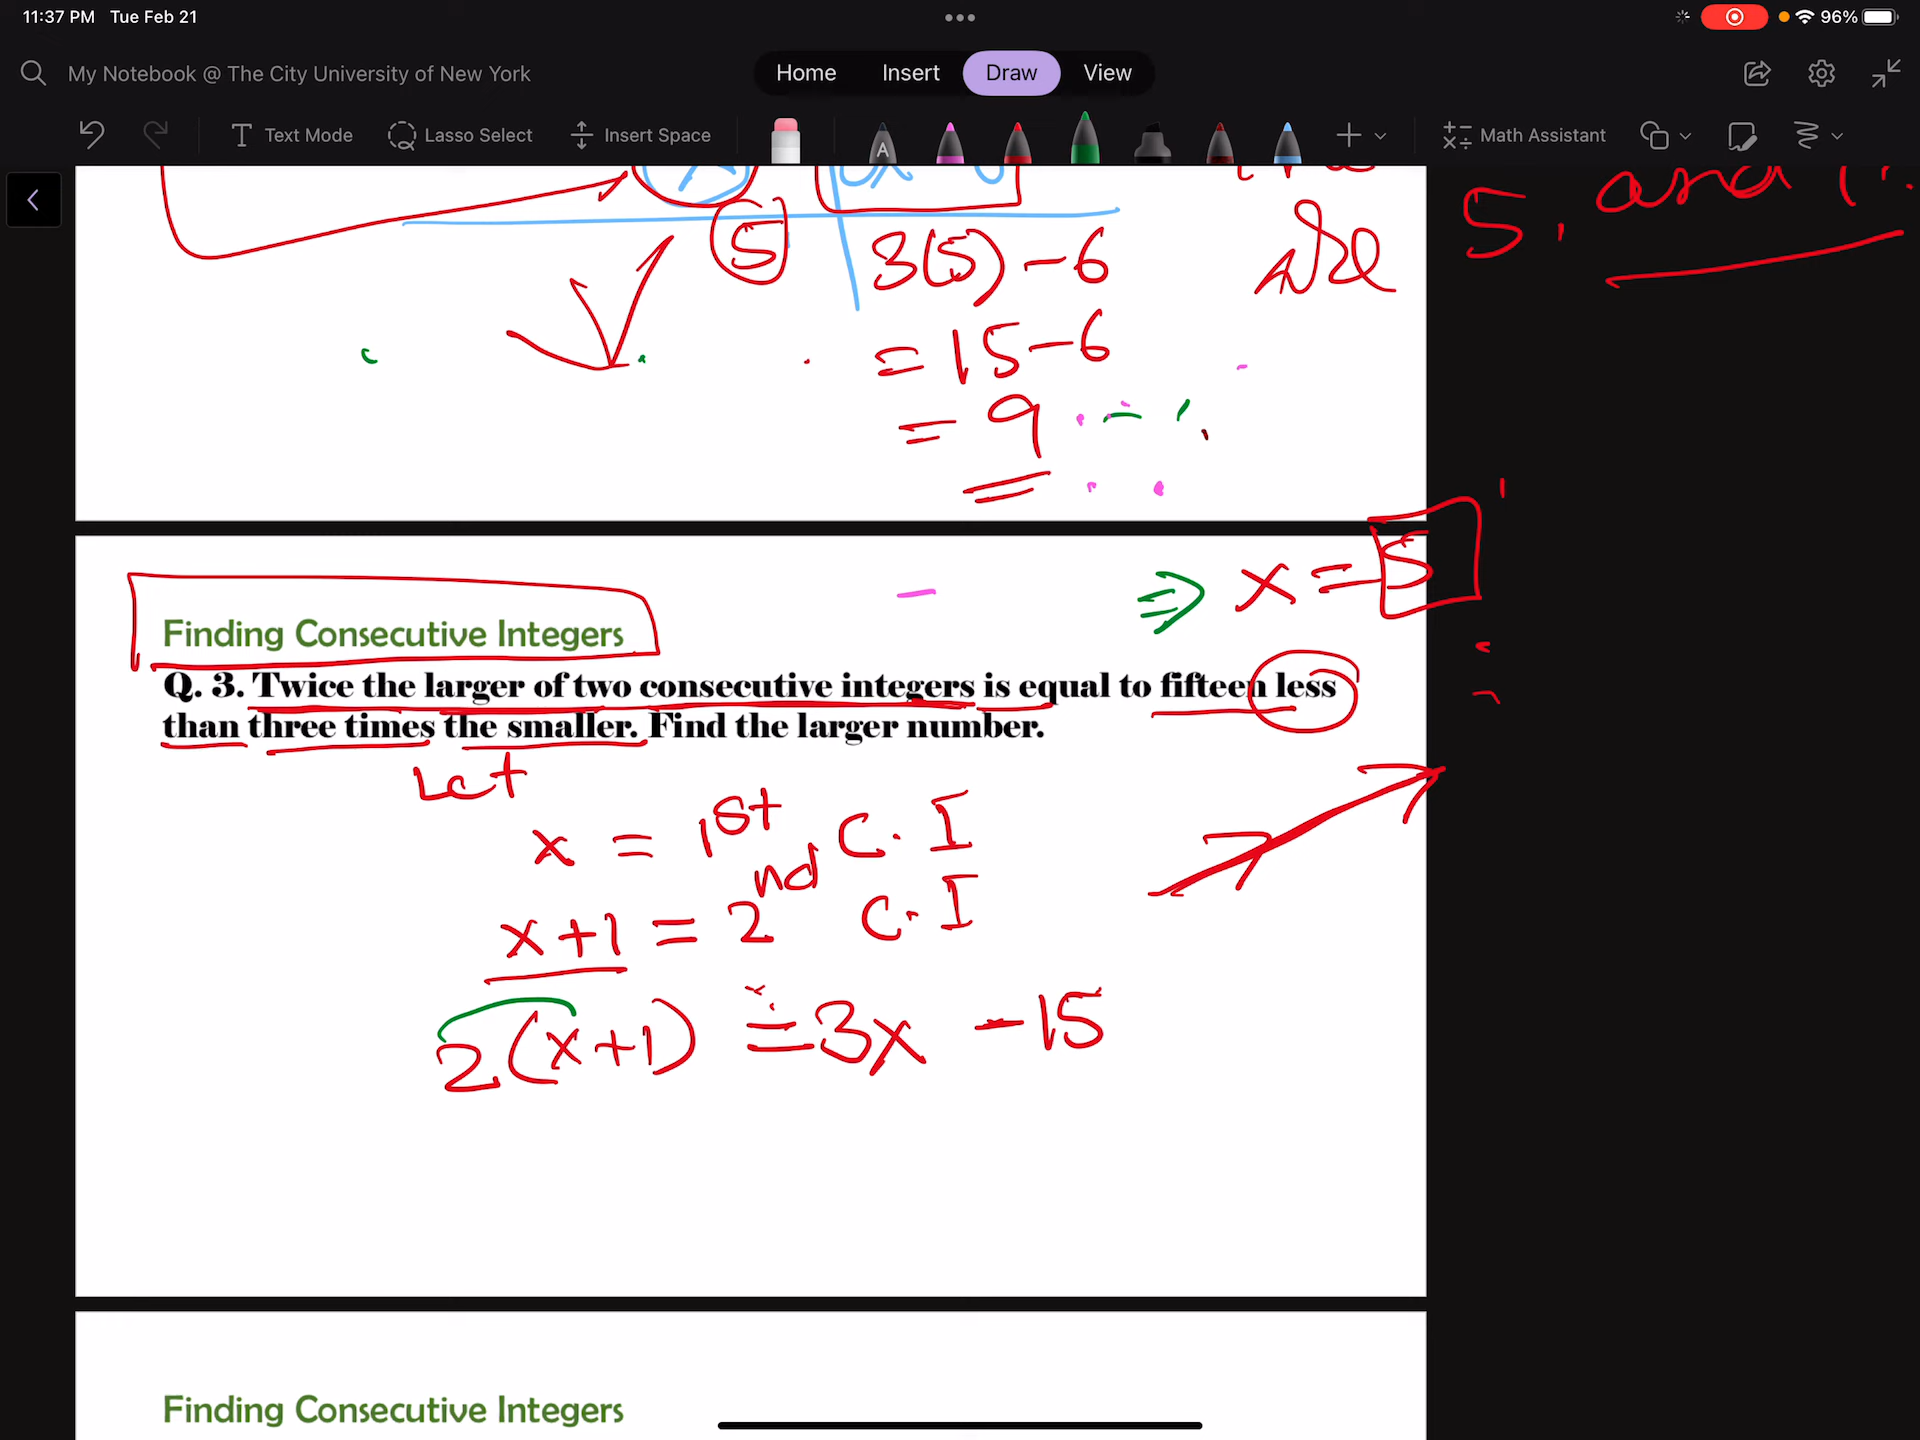 11:37 PM Tue Feb 21
96%
My Notebook @ The City University of New York
Home Insert Draw View
Text Mode Lasso Select Insert Space A Math Assistant
5, and
5 3(5) - 6 are
= 15 - 6
= 9
⇒ x = 5
Finding Consecutive Integers
Q. 3. Twice the larger of two consecutive integers is equal to fifteen less
than three times the smaller. Find the larger number.
Let
x = 1st C. I
x + 1 = 2nd C. I
2(x+1) = 3x - 15
Finding Consecutive Integers